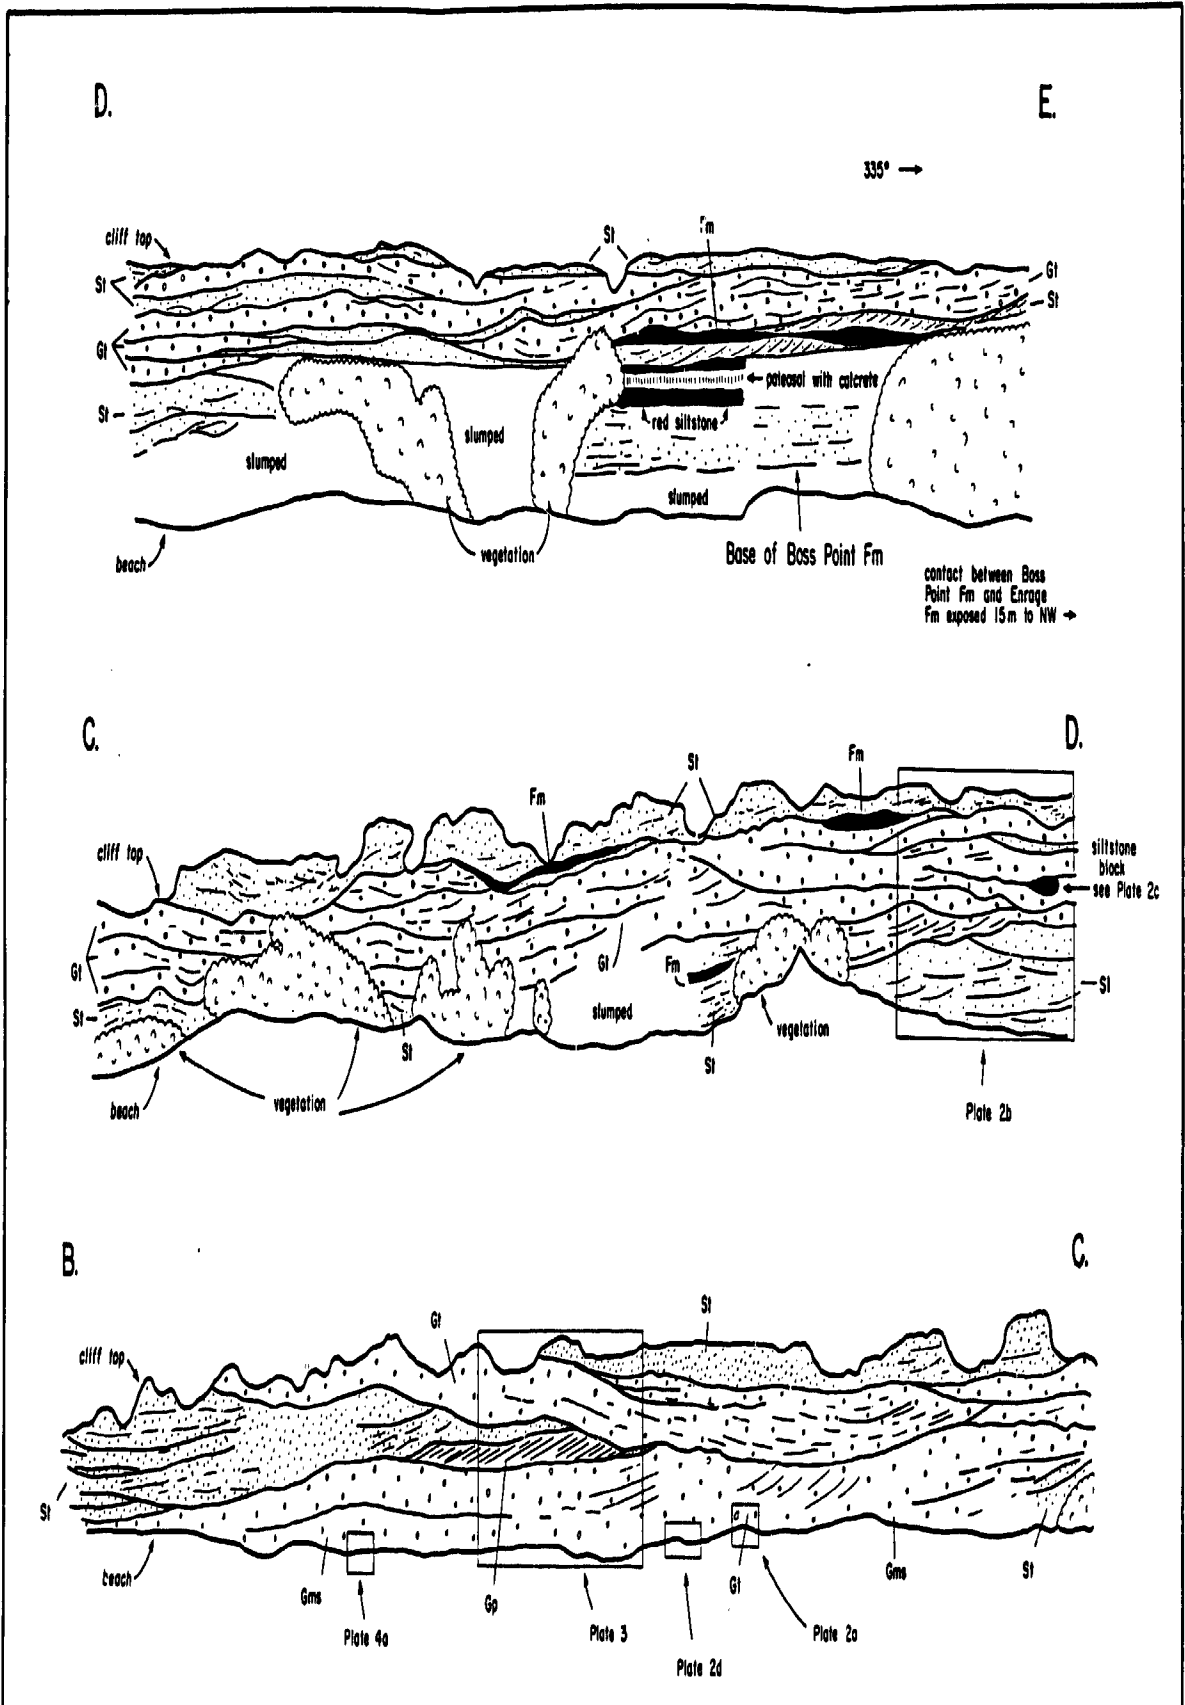 D.
E.
335°
cliff top
St
Fm
Gt
St
St
Gt
St
paleosol with calcrete
red siltstone
slumped
slumped
slumped
beach
vegetation
Base of Boss Point Fm
contact between Boss
Point Fm and Enrage
Fm exposed 15m to NW
C.
D.
St
Fm
Fm
cliff top
siltstone
block
see Plate 2c
Gt
Gt
Fm
St
St
slumped
vegetation
St
St
beach
vegetation
Plate 2b
B.
C.
St
Gt
cliff top
St
beach
Gms
Gp
Gt
Gms
St
Plate 4a
Plate 3
Plate 2a
Plate 2d